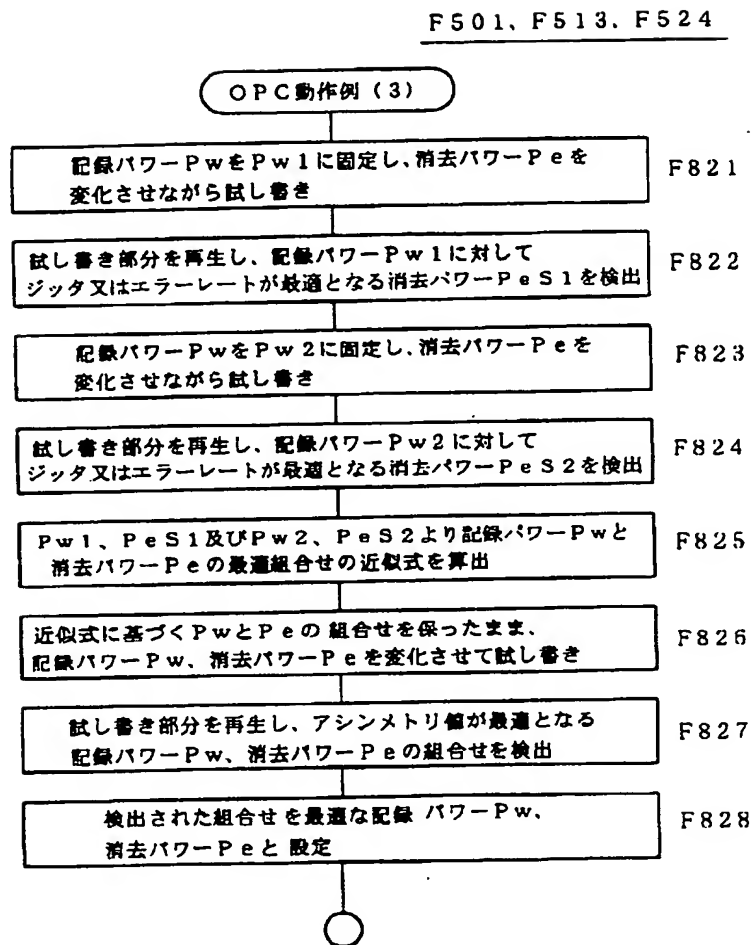 F501、F513、F524
OPC動作例(3)
記録パワーPwをPw1に固定し、消去パワーPeを
変化させながら試し書き
F821
試し書き部分を再生し、記録パワーPw1に対して
ジッタ又はエラーレートが最適となる消去パワーPeS1を検出
F822
記録パワーPwをPw2に固定し、消去パワーPeを
変化させながら試し書き
F823
試し書き部分を再生し、記録パワーPw2に対して
ジッタ又はエラーレートが最適となる消去パワーPeS2を検出
F824
Pw1、PeS1及びPw2、PeS2より記録パワーPwと
消去パワーPeの最適組合せの近似式を算出
F825
近似式に基づくPwとPeの組合せを保ったまま、
記録パワーPw、消去パワーPeを変化させて試し書き
F826
試し書き部分を再生し、アシンメトリ値が最適となる
記録パワーPw、消去パワーPeの組合せを検出
F827
検出された組合せを最適な記録 パワーPw、
消去パワーPeと 設定
F828